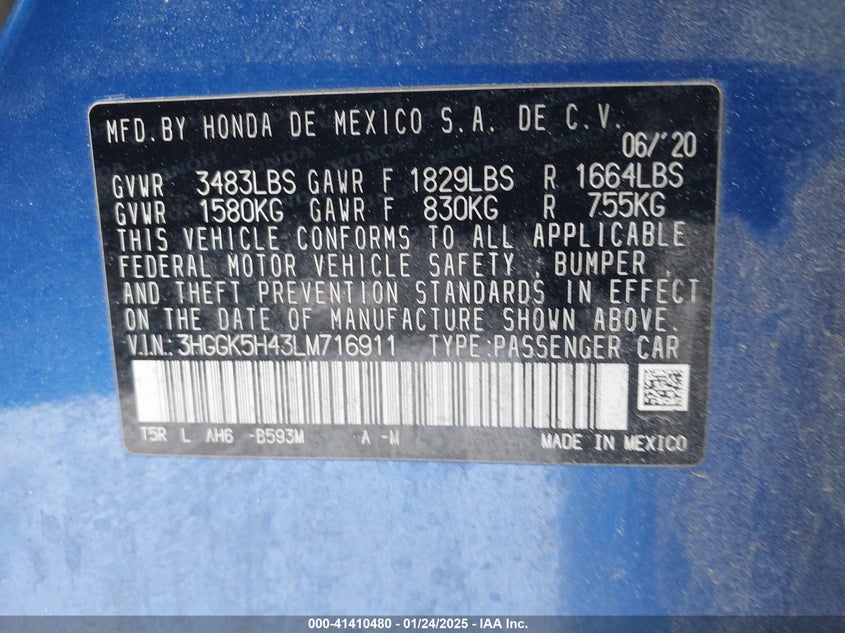 MFD.BY HONDA DE MEXICO S.A. DE C.V.
06/'20
GVWR 3483LBS GAWR F 1829LBS R 1664LBS
GVWR 1580KG GAWR F 830KG R 755KG
THIS VEHICLE CONFORMS TO ALL APPLICABLE
FEDERAL MOTOR VEHICLE SAFETY , BUMPER ,
AND THEFT PREVENTION STANDARDS IN EFFECT
ON THE DATE OF MANUFACTURE SHOWN ABOVE.
V.I.N.:3HGGK5H43LM716911 TYPE:PASSENGER CAR
T5R L AH6 -B593M A -M MADE IN MEXICO
000-41410480 - 01/24/2025 - IAA Inc.